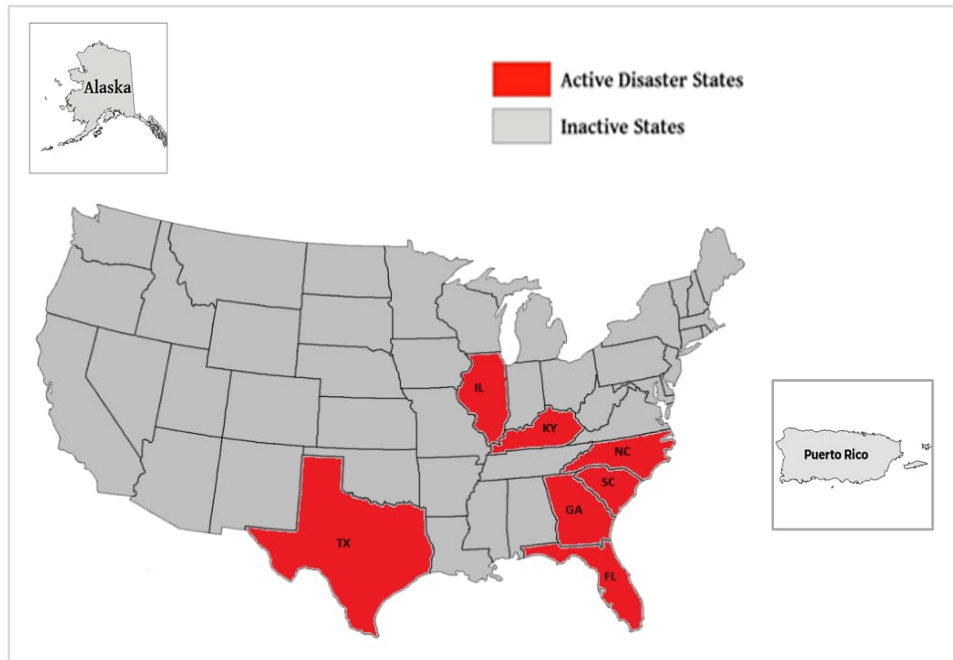 Alaska
Active Disaster States
Inactive States
IL
KY
NC
SC
GA
TX
FL
Puerto Rico